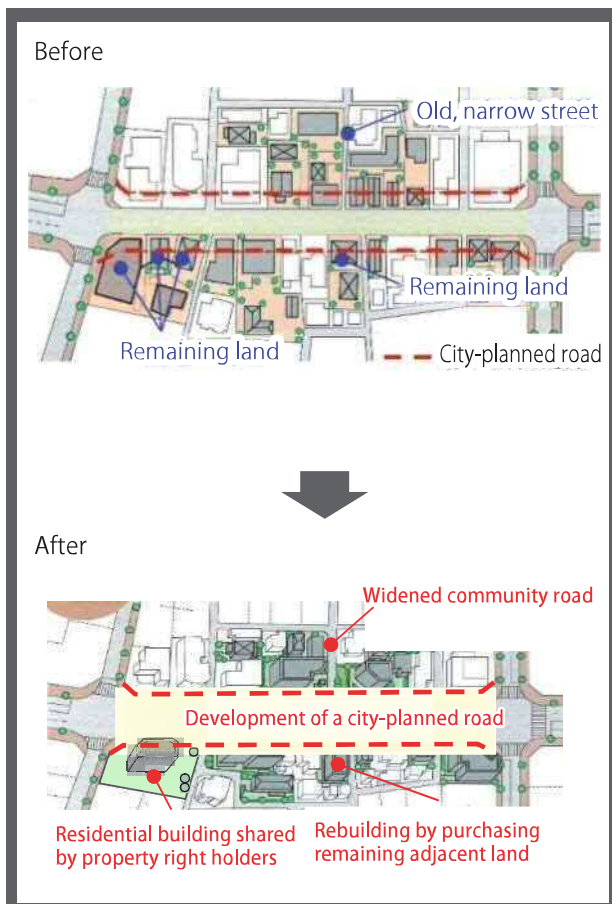 Before
Old, narrow street
Remaining land
Remaining land
City-planned road
After
Widened community road
Development of a city-planned road
Residential building shared
by property right holders
Rebuilding by purchasing
remaining adjacent land